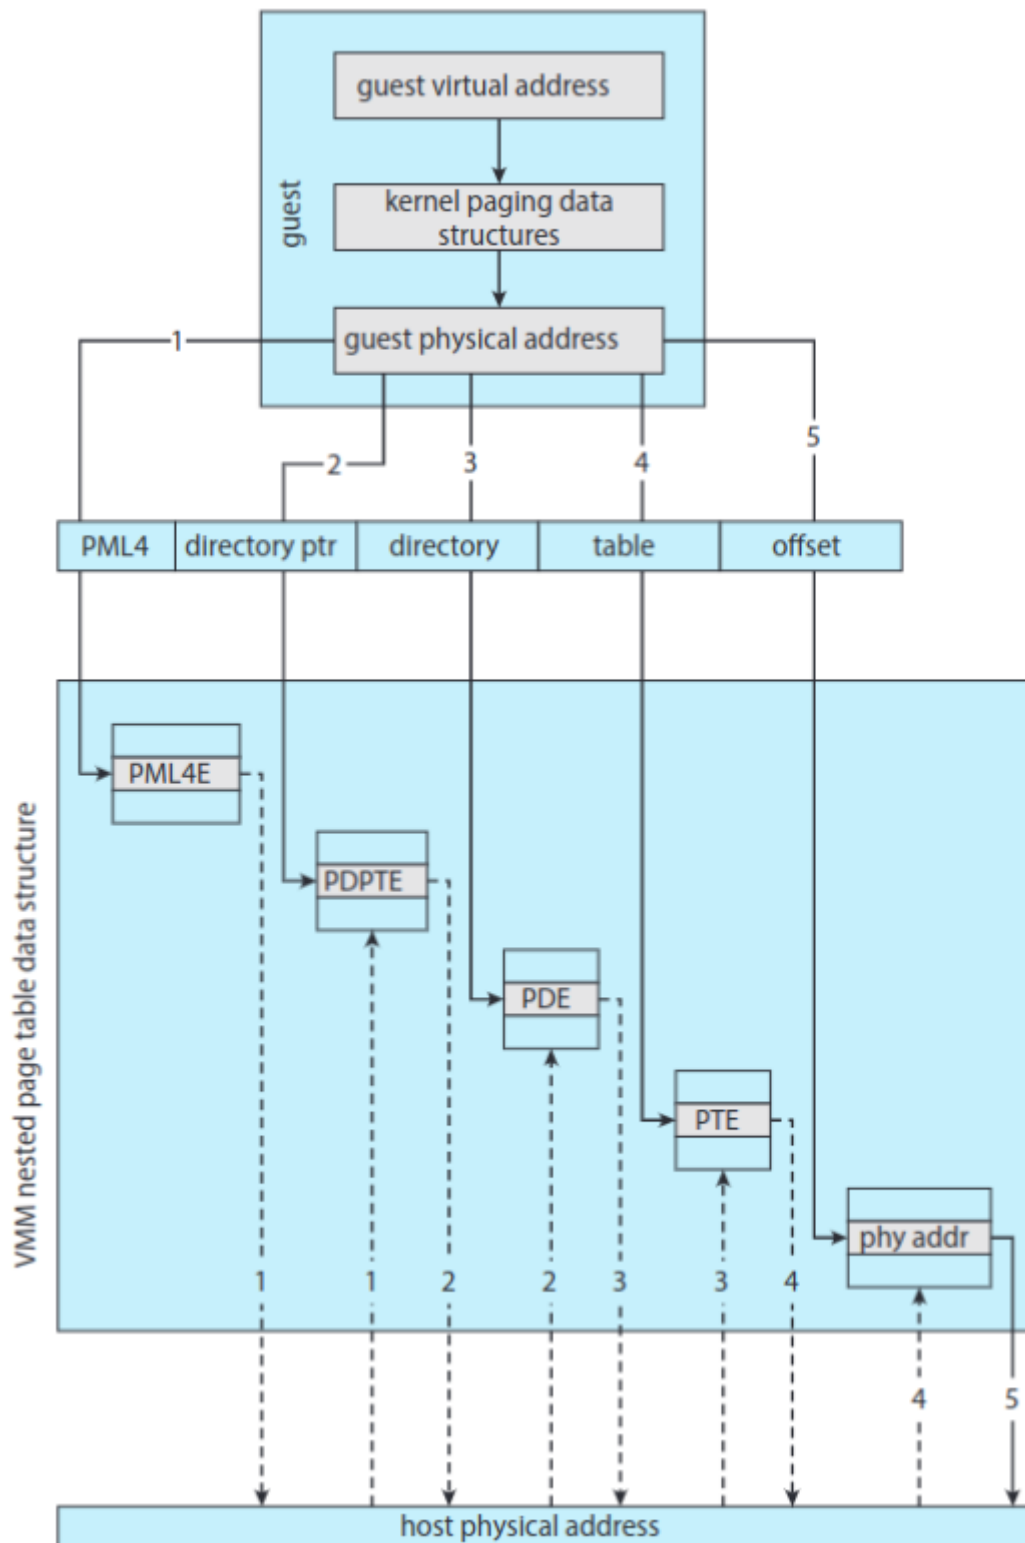 guest virtual address
guest
kernel paging data
structures
guest physical address
1
2
3
4
5
PML4
directory ptr
directory
table
offset
VMM nested page table data structure
PML4E
PDPTE
PDE
PTE
phy addr
1
1
2
2
3
3
4
4
5
host physical address